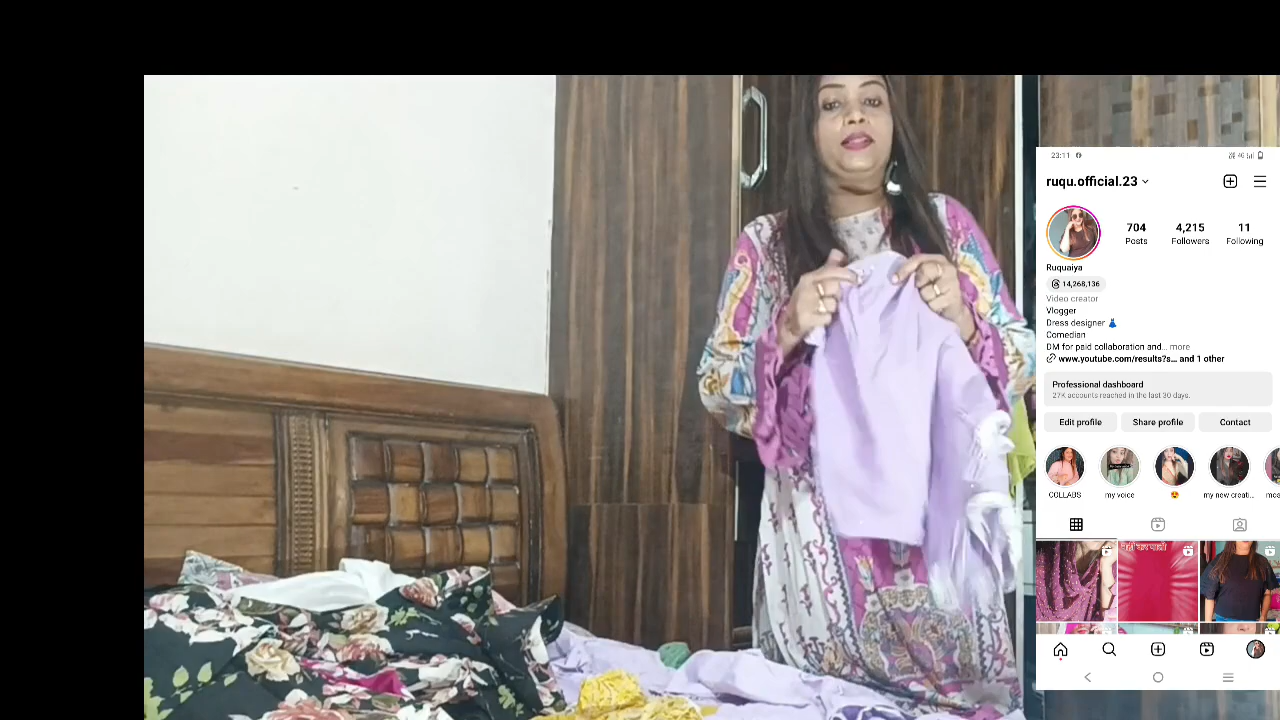 23:11
4G
ruqu.official.23
704
4,215
11
Posts
Followers
Following
Ruquaiya
14,268,136
Video creator
Vlogger
Dress designer 👗
Comedian
DM for paid collaboration and... more
www.youtube.com/results?s... and 1 other
Professional dashboard
27K accounts reached in the last 30 days.
Edit profile
Share profile
Contact
COLLABS
my voice
😍
my new creati...